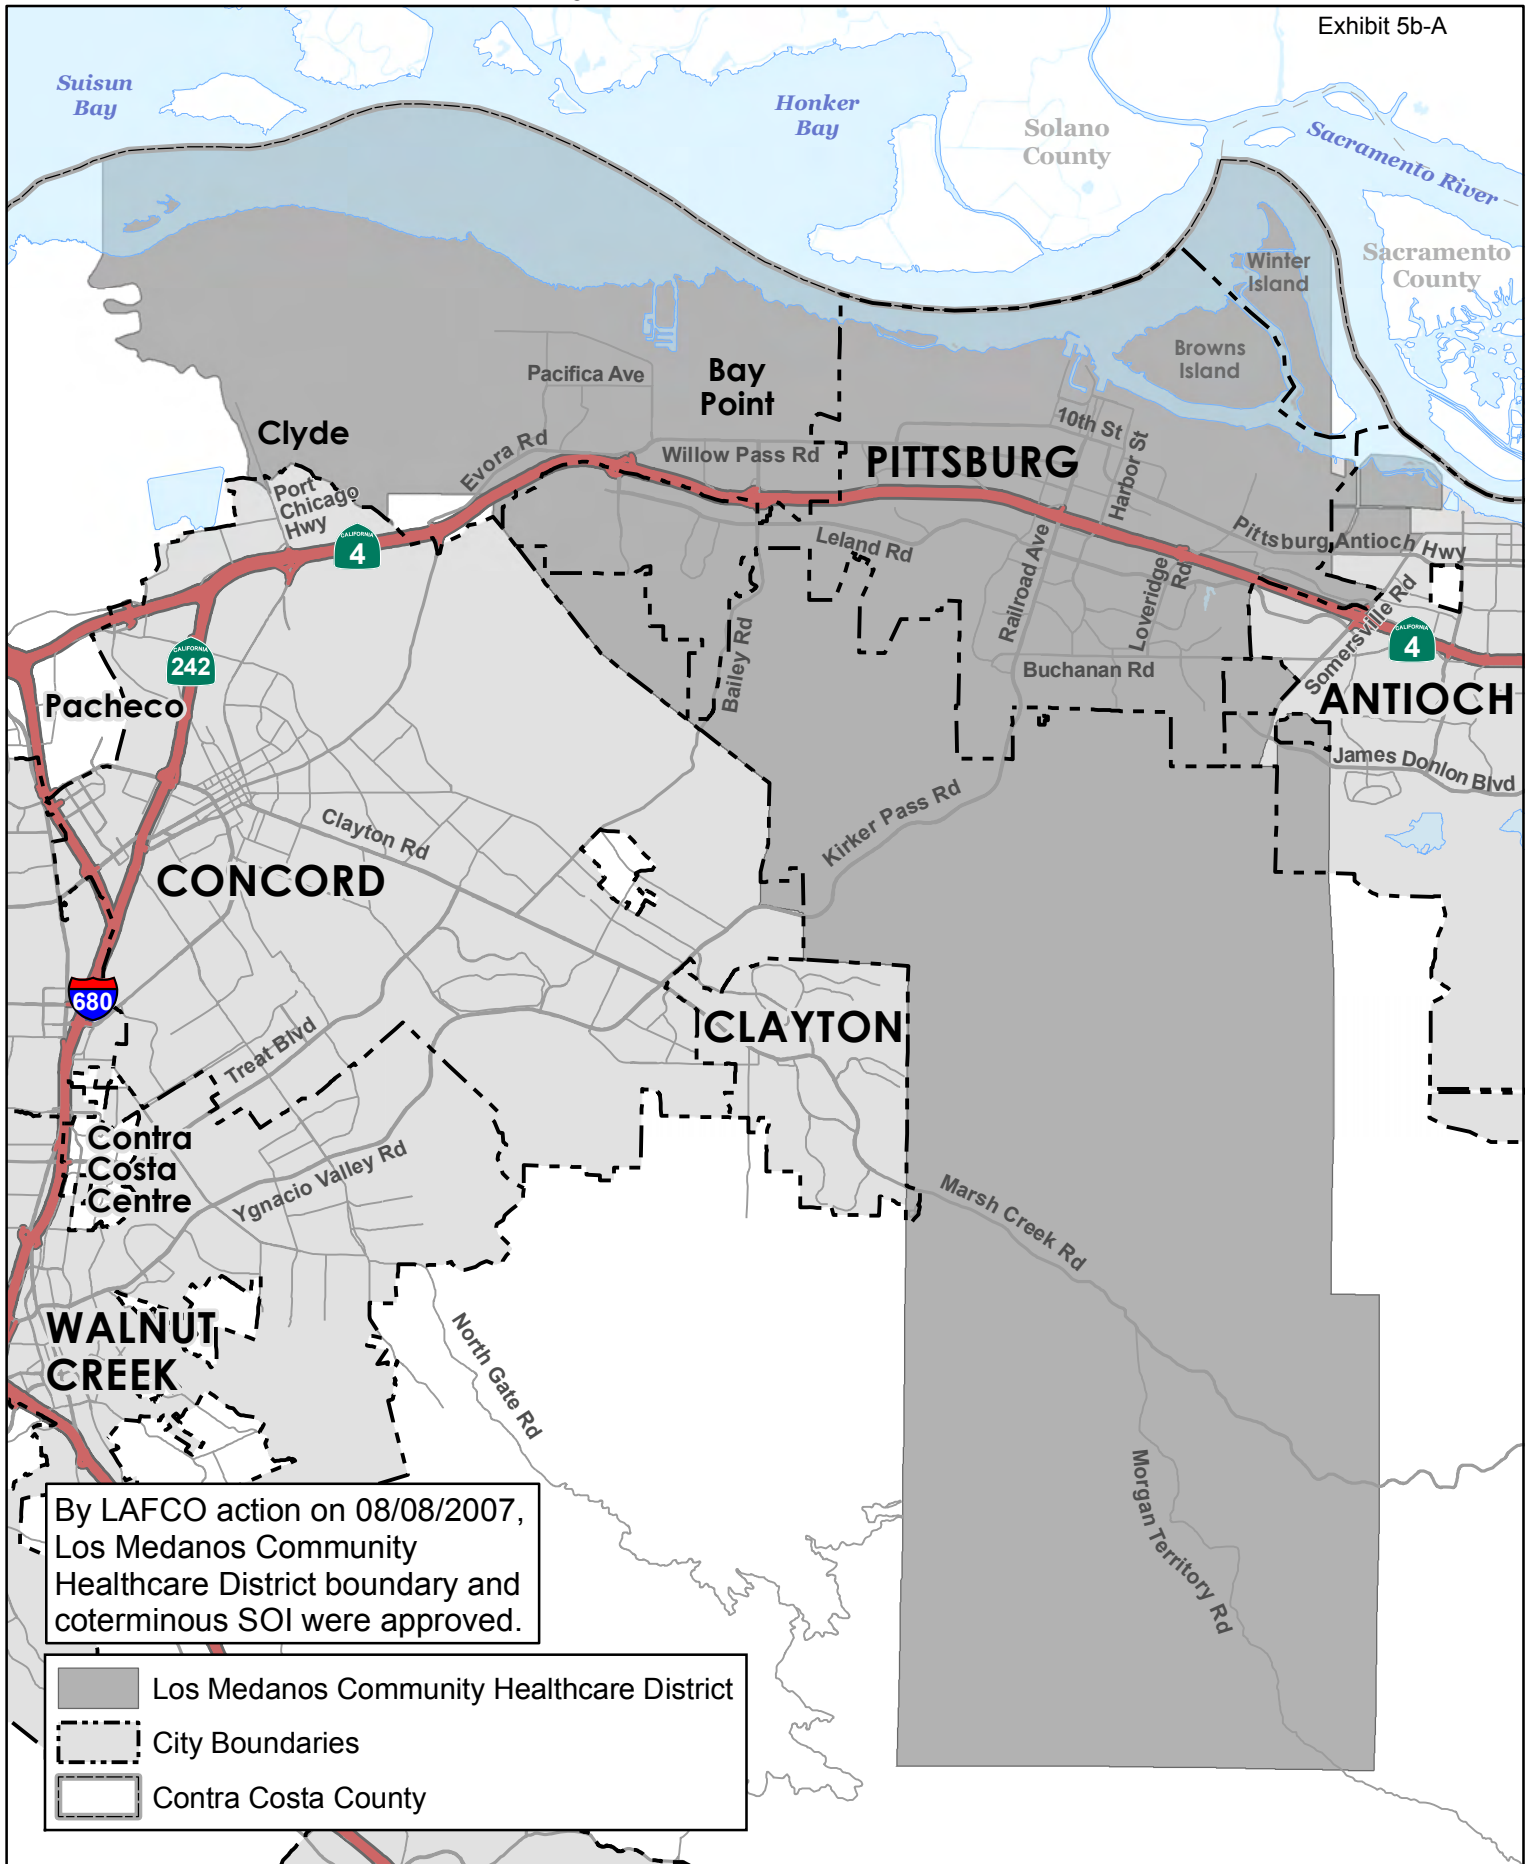 Exhibit 5b-A
Suisun
Bay
Honker
Bay
Solano
County
Sacramento River
Sacramento
County
Winter
Island
Browns
Island
Pacifica Ave
Bay
Point
Clyde
Evora Rd
Willow Pass Rd
10th St
PITTSBURG
Harbor St
Port
Chicago
Hwy
CALIFORNIA
4
Leland Rd
Pittsburg Antioch Hwy
Railroad Ave
Loveridge
Rd
Somersville Rd
CALIFORNIA
4
CALIFORNIA
242
Bailey Rd
Buchanan Rd
Pacheco
ANTIOCH
James Donlon Blvd
Kirker Pass Rd
Clayton Rd
CONCORD
680
CLAYTON
Treat Blvd
Contra
Costa
Centre
Ygnacio Valley Rd
Marsh Creek Rd
WALNUT
CREEK
North Gate Rd
Morgan Territory Rd
By LAFCO action on 08/08/2007,
Los Medanos Community
Healthcare District boundary and
coterminous SOI were approved.
Los Medanos Community Healthcare District
City Boundaries
Contra Costa County